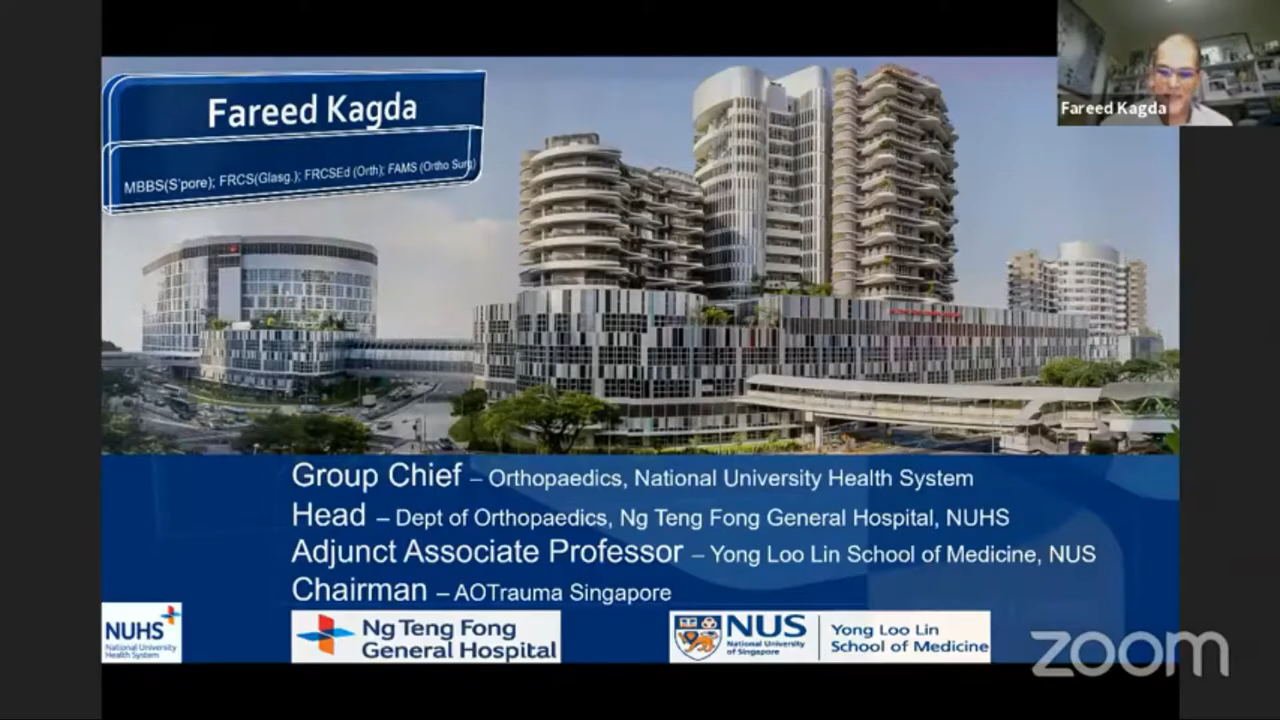 Fareed Kagda
MBBS(S'pore); FRCS(Glasg.); FRCSEd (Orth); FAMS (Ortho Surg)
Fareed Kagda
Group Chief – Orthopaedics, National University Health System
Head – Dept of Orthopaedics, Ng Teng Fong General Hospital, NUHS
Adjunct Associate Professor – Yong Loo Lin School of Medicine, NUS
Chairman – AOTrauma Singapore
NUHS
National University
Health System
Ng Teng Fong
General Hospital
NUS
National University
of Singapore
Yong Loo Lin
School of Medicine
zoom